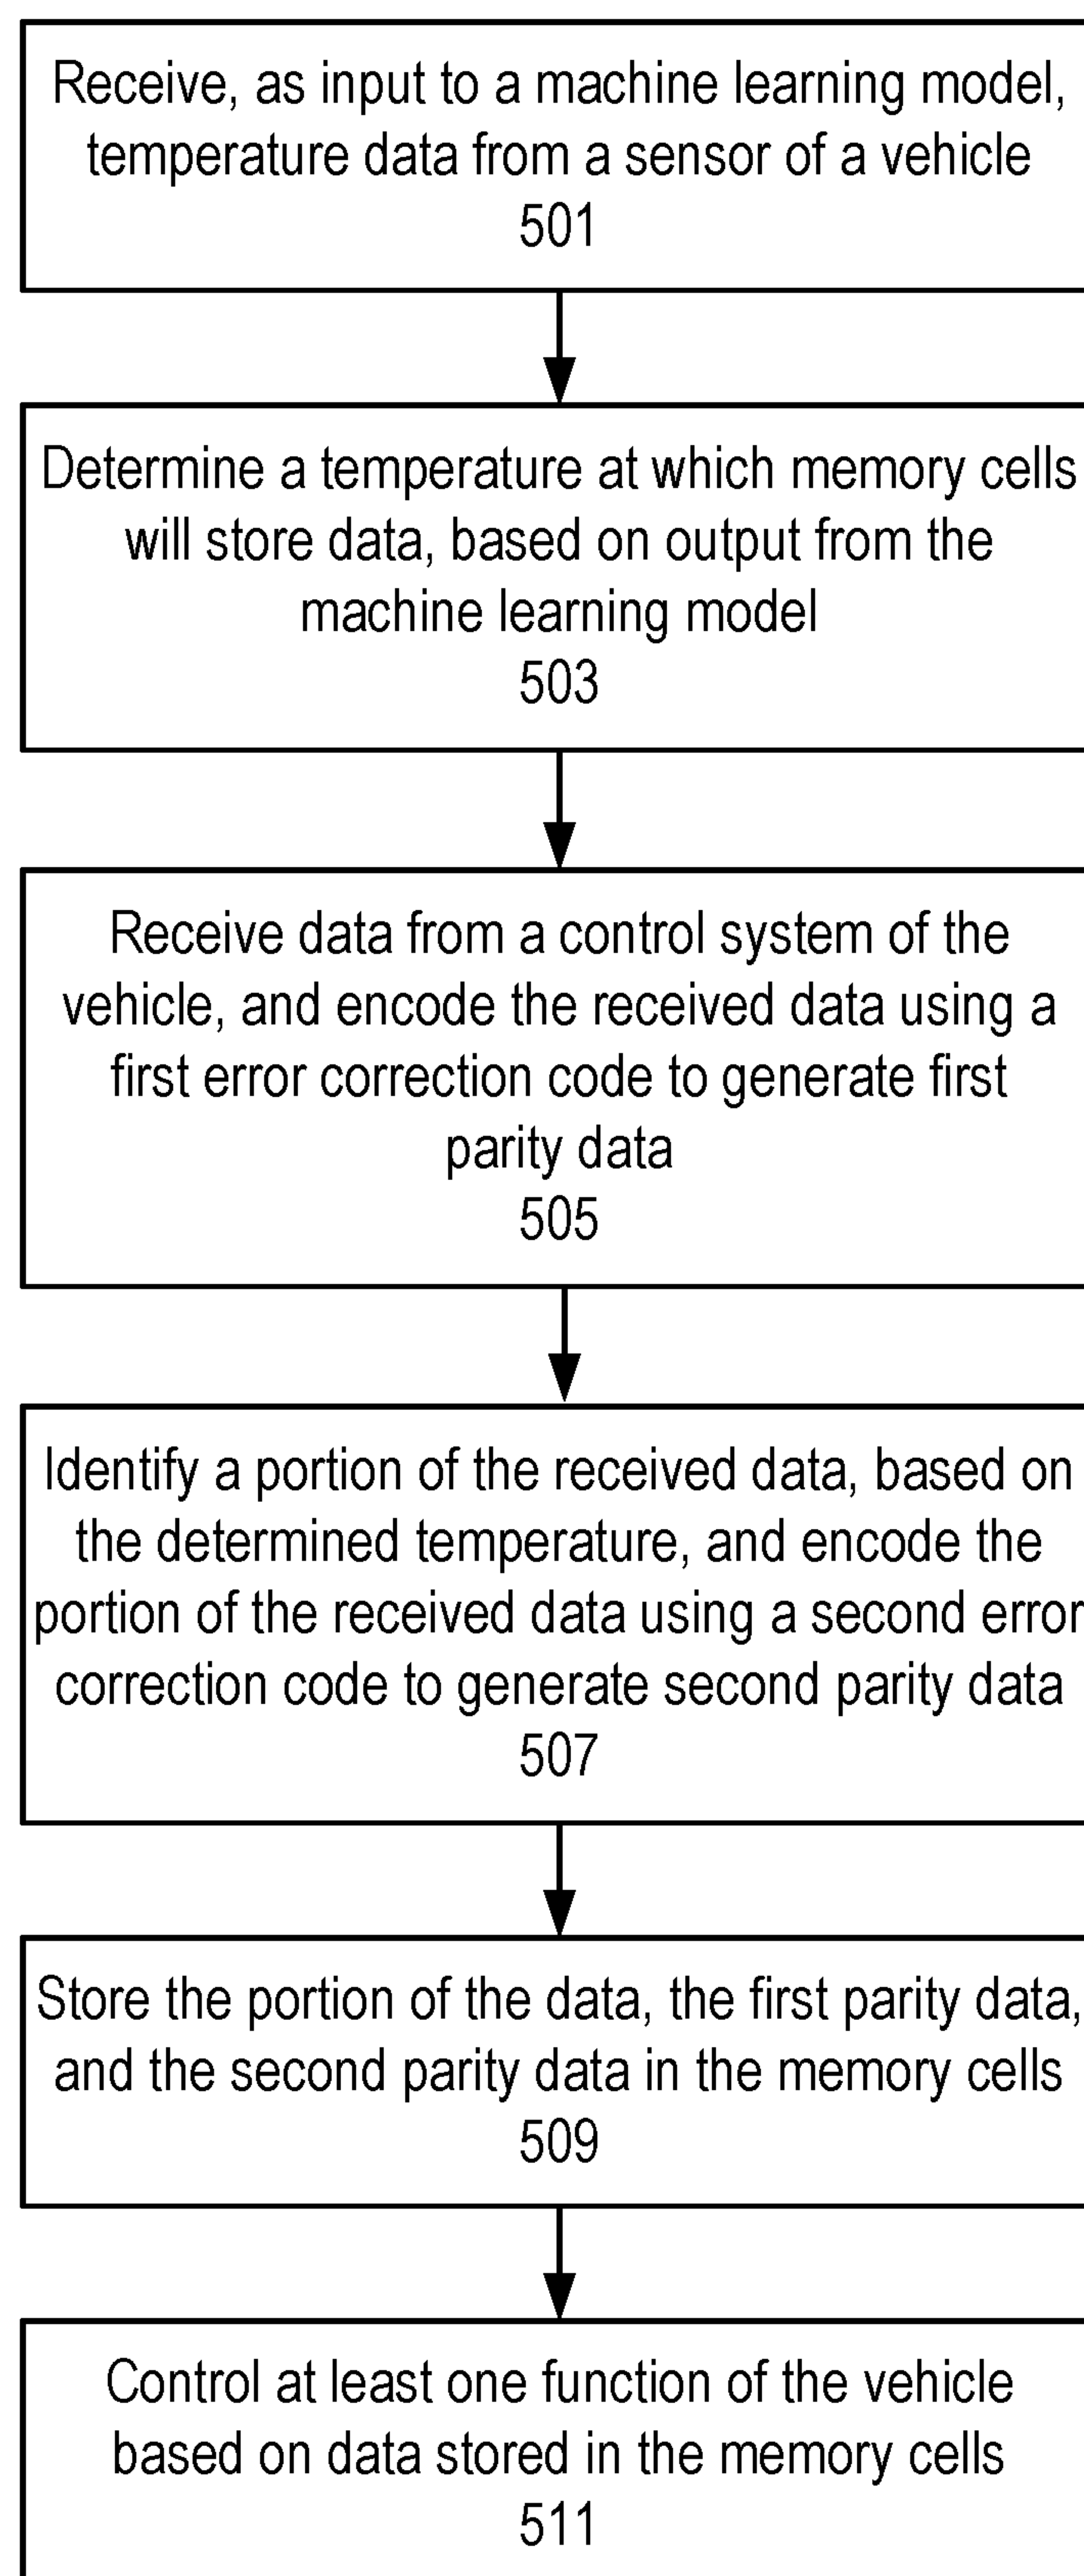 Receive, as input to a machine learning model,
temperature data from a sensor of a vehicle
501
Determine a temperature at which memory cells
will store data, based on output from the
machine learning model
503
Receive data from a control system of the
vehicle, and encode the received data using a
first error correction code to generate first
parity data
505
Identify a portion of the received data, based on
the determined temperature, and encode the
portion of the received data using a second error
correction code to generate second parity data
507
Store the portion of the data, the first parity data,
and the second parity data in the memory cells
509
Control at least one function of the vehicle
based on data stored in the memory cells
511